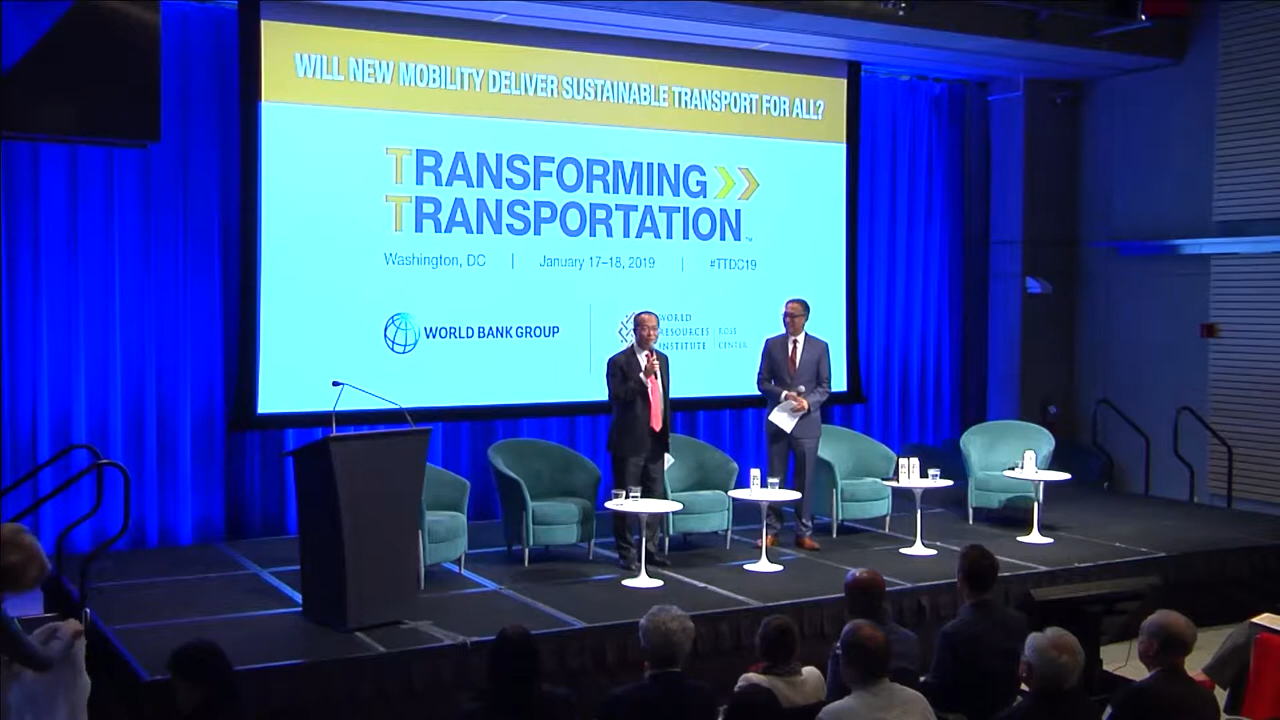 WILL NEW MOBILITY DELIVER SUSTAINABLE TRANSPORT FOR ALL?
TRANSFORMING
TRANSPORTATION™
Washington, DC | January 17–18, 2019 | #TTDC19
WORLD BANK GROUP
WORLD
RESOURCES
INSTITUTE
ROSS
CENTER